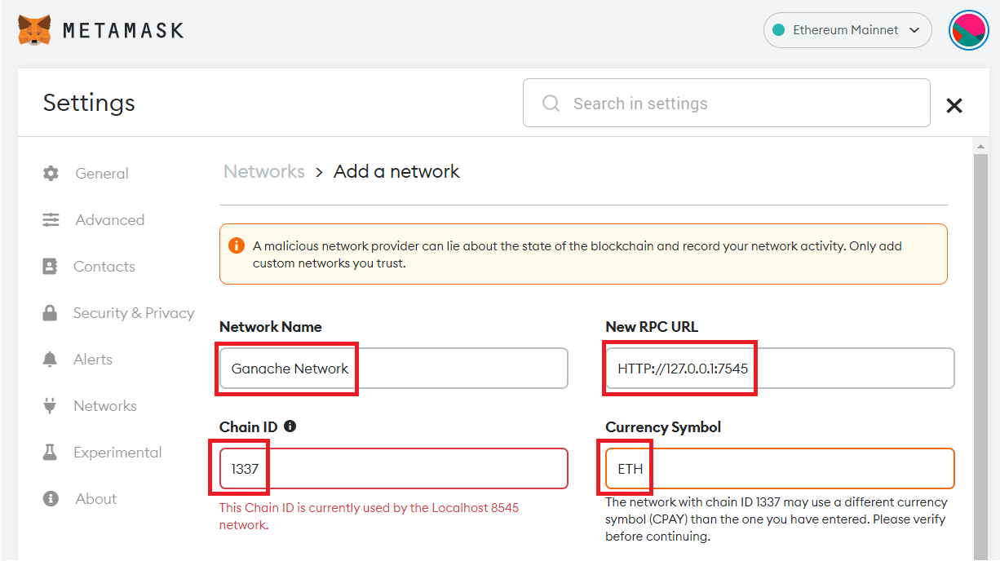 METAMASK
Ethereum Mainnet
Settings
Search in settings
General
Advanced
Contacts
Security & Privacy
Alerts
Networks
Experimental
About
Networks > Add a network
A malicious network provider can lie about the state of the blockchain and record your network activity. Only add
custom networks you trust.
Network Name
Ganache Network
New RPC URL
HTTP://127.0.0.1:7545
Chain ID
1337
This Chain ID is currently used by the Localhost 8545
network.
Currency Symbol
ETH
The network with chain ID 1337 may use a different currency
symbol (CPAY) than the one you have entered. Please verify
before continuing.